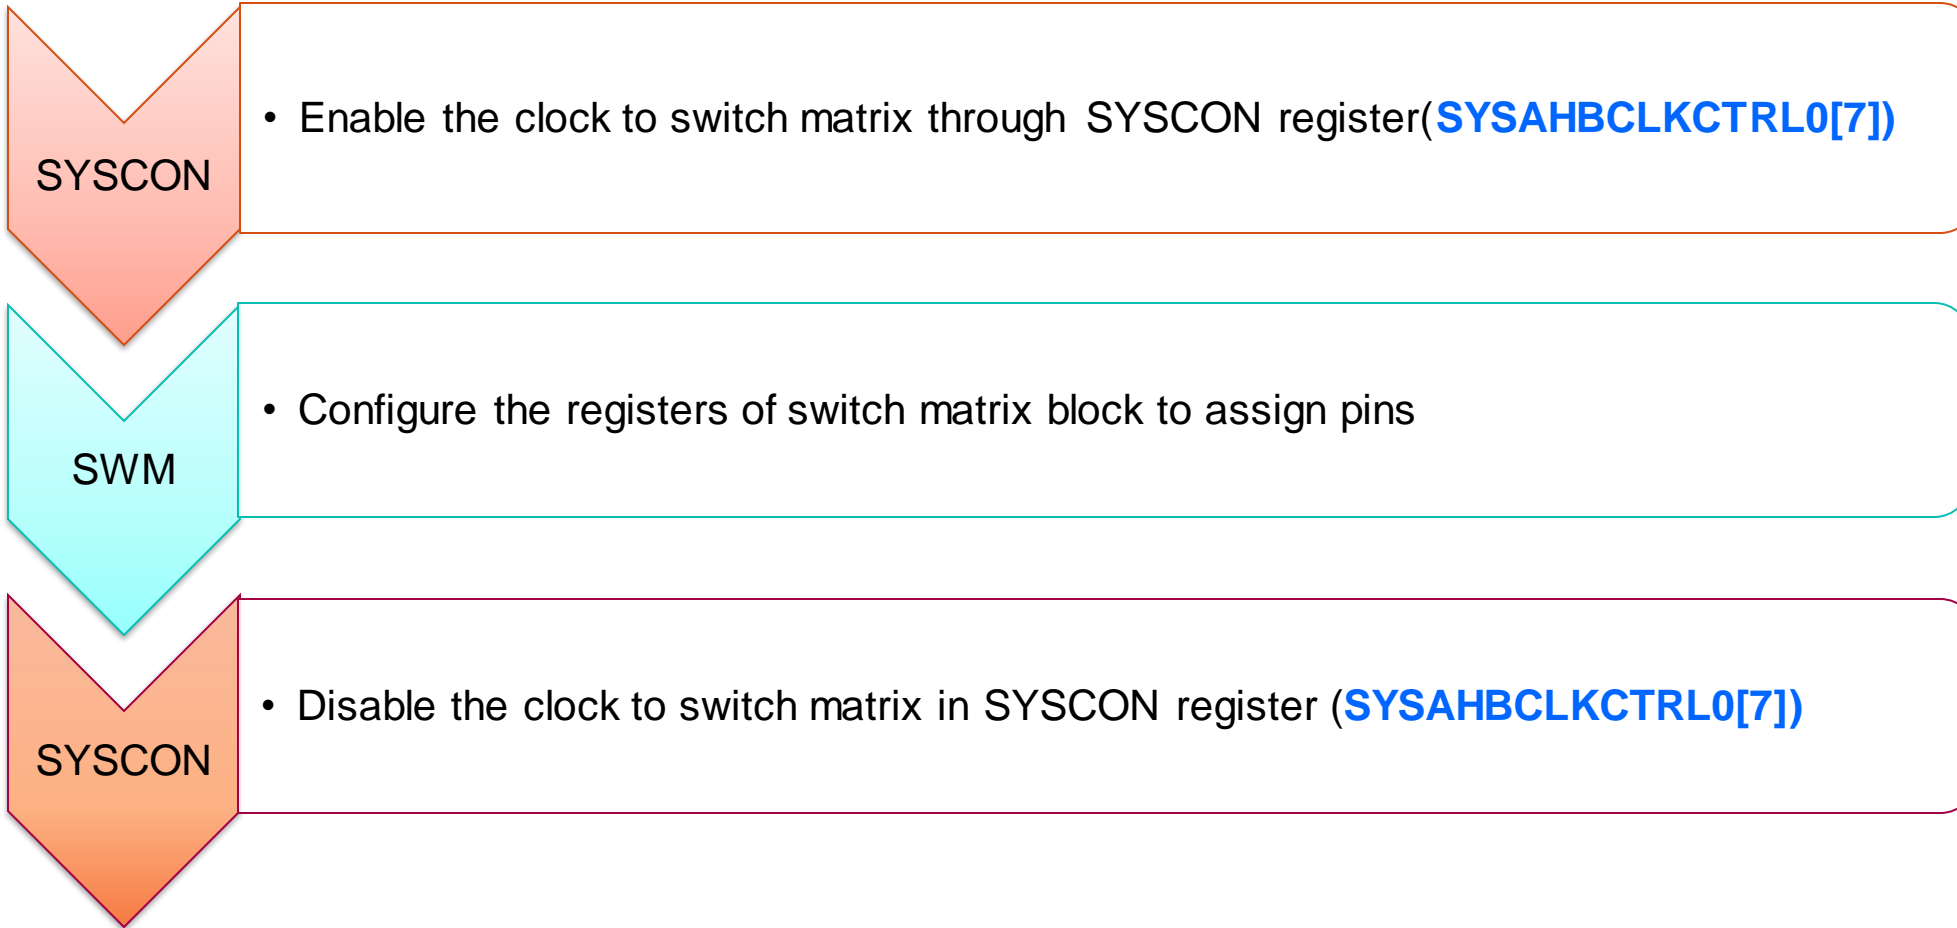 SYSCON
• Enable the clock to switch matrix through SYSCON register(SYSAHBCLKCTRL0[7])
SWM
• Configure the registers of switch matrix block to assign pins
SYSCON
• Disable the clock to switch matrix in SYSCON register (SYSAHBCLKCTRL0[7])